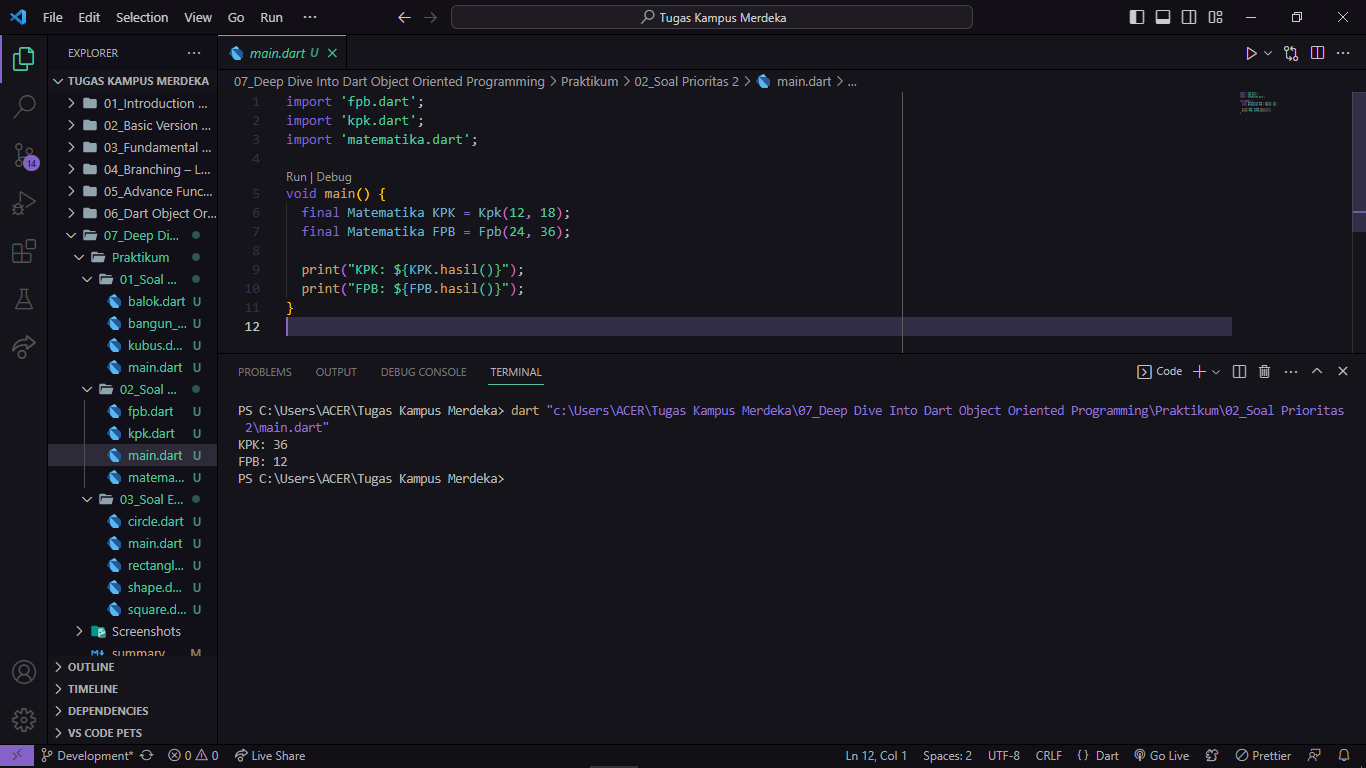 File Edit Selection View Go Run ···
Tugas Kampus Merdeka
EXPLORER ···
TUGAS KAMPUS MERDEKA
01_Introduction ...
02_Basic Version ...
03_Fundamental ...
04_Branching – L...
05_Advance Func...
06_Dart Object Or...
07_Deep Di...
Praktikum
01_Soal ...
balok.dart U
bangun_... U
kubus.d... U
main.dart U
02_Soal ...
fpb.dart U
kpk.dart U
main.dart U
matema... U
03_Soal E...
circle.dart U
main.dart U
rectangl... U
shape.d... U
square.d... U
Screenshots
summary M
OUTLINE
TIMELINE
DEPENDENCIES
VS CODE PETS
14
main.dart U
07_Deep Dive Into Dart Object Oriented Programming > Praktikum > 02_Soal Prioritas 2 > main.dart > ...
1 import 'fpb.dart';
2 import 'kpk.dart';
3 import 'matematika.dart';
4
Run | Debug
5 void main() {
6 final Matematika KPK = Kpk(12, 18);
7 final Matematika FPB = Fpb(24, 36);
8
9 print("KPK: ${KPK.hasil()}");
10 print("FPB: ${FPB.hasil()}");
11 }
12
PROBLEMS OUTPUT DEBUG CONSOLE TERMINAL
Code
PS C:\Users\ACER\Tugas Kampus Merdeka> dart "c:\Users\ACER\Tugas Kampus Merdeka\07_Deep Dive Into Dart Object Oriented Programming\Praktikum\02_Soal Prioritas
2\main.dart"
KPK: 36
FPB: 12
PS C:\Users\ACER\Tugas Kampus Merdeka>
Development* 0 0 Live Share
Ln 12, Col 1 Spaces: 2 UTF-8 CRLF { } Dart Go Live Prettier